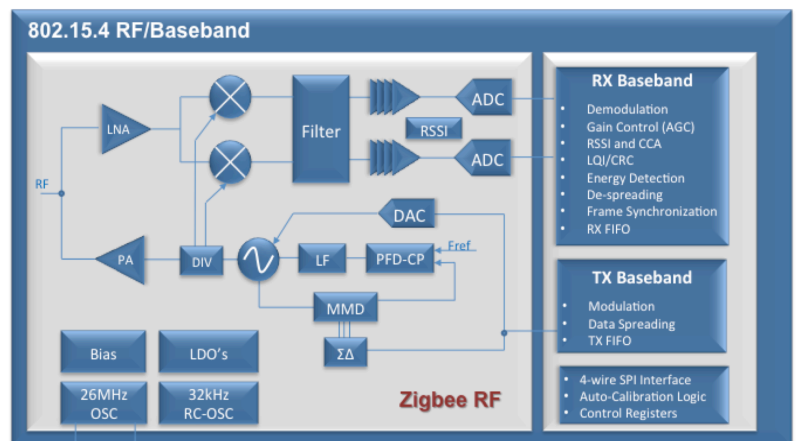 802.15.4 RF/Baseband
LNA
Filter
RSSI
ADC
ADC
RF
PA
DIV
LF
PFD-CP
Fref
DAC
MMD
ΣΔ
Bias
LDO's
26MHz
OSC
32kHz
RC-OSC
Zigbee RF
RX Baseband
• Demodulation
• Gain Control (AGC)
• RSSI and CCA
• LQI/CRC
• Energy Detection
• De-spreading
• Frame Synchronization
• RX FIFO
TX Baseband
• Modulation
• Data Spreading
• TX FIFO
• 4-wire SPI Interface
• Auto-Calibration Logic
• Control Registers